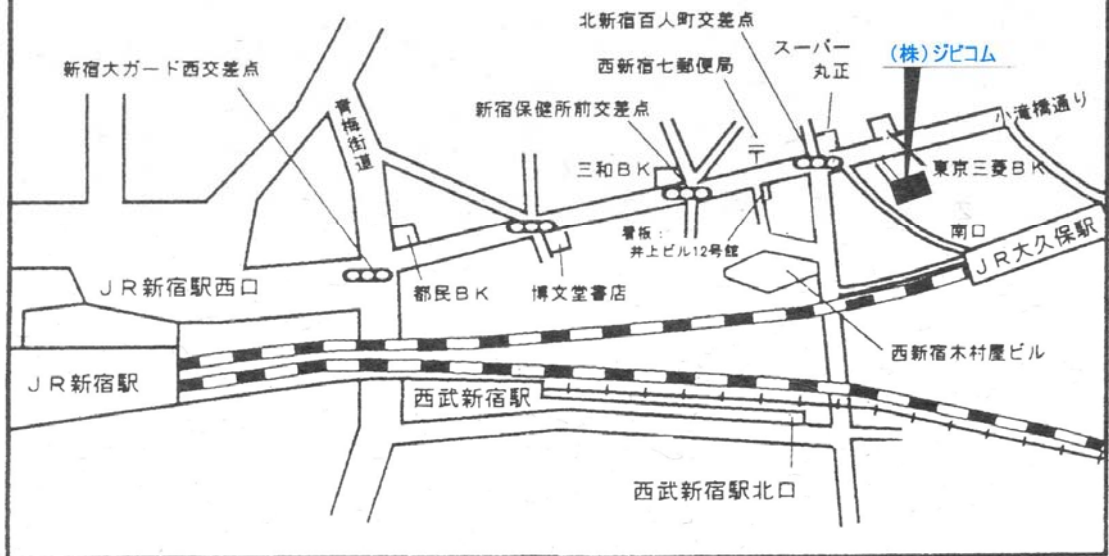 北新宿百人町交差点
新宿大ガード西交差点
西新宿七郵便局
スーパー
丸正
(株)ジビコム
新宿保健所前交差点
青梅街道
小滝橋通り
〒
三和BK
東京三菱BK
看板:
井上ビル12号館
南口
JR大久保駅
JR新宿駅西口
都民BK
博文堂書店
西新宿木村屋ビル
JR新宿駅
西武新宿駅
西武新宿駅北口